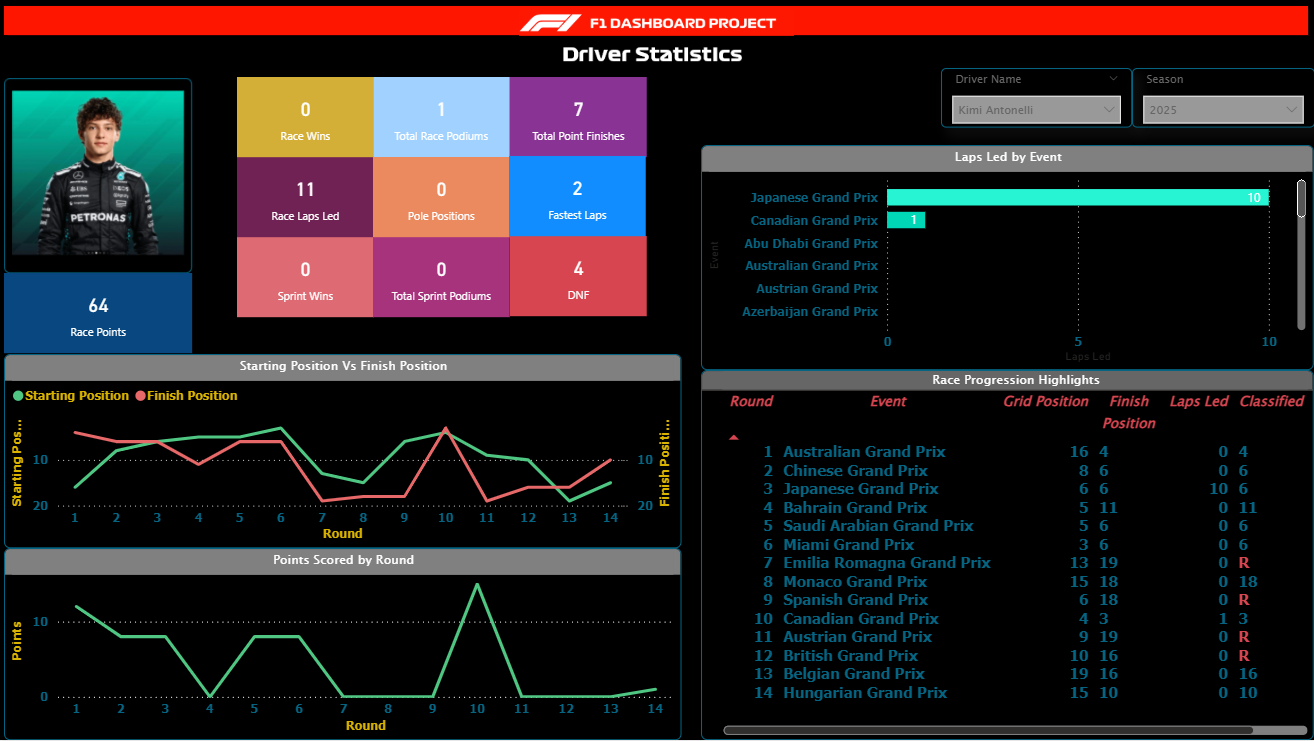 F1 DASHBOARD PROJECT
Driver Statistics
Driver Name
Kimi Antonelli
Season
2025
PETRONAS
64
Race Points
0
Race Wins
1
Total Race Podiums
7
Total Point Finishes
11
Race Laps Led
0
Pole Positions
2
Fastest Laps
0
Sprint Wins
0
Total Sprint Podiums
4
DNF
Laps Led by Event
Event
Japanese Grand Prix 10
Canadian Grand Prix 1
Abu Dhabi Grand Prix
Australian Grand Prix
Austrian Grand Prix
Azerbaijan Grand Prix
0 5 10
Laps Led
Starting Position Vs Finish Position
Starting Position Finish Position
Starting Pos...
Finish Positi...
10 10
20 20
1 2 3 4 5 6 7 8 9 10 11 12 13 14
Round
Points Scored by Round
Points
10
0
1 2 3 4 5 6 7 8 9 10 11 12 13 14
Round
Race Progression Highlights
Round Event Grid Position Finish Position Laps Led Classified
1 Australian Grand Prix 16 4 0 4
2 Chinese Grand Prix 8 6 0 6
3 Japanese Grand Prix 6 6 10 6
4 Bahrain Grand Prix 5 11 0 11
5 Saudi Arabian Grand Prix 5 6 0 6
6 Miami Grand Prix 3 6 0 6
7 Emilia Romagna Grand Prix 13 19 0 R
8 Monaco Grand Prix 15 18 0 18
9 Spanish Grand Prix 6 18 0 R
10 Canadian Grand Prix 4 3 1 3
11 Austrian Grand Prix 9 19 0 R
12 British Grand Prix 10 16 0 R
13 Belgian Grand Prix 19 16 0 16
14 Hungarian Grand Prix 15 10 0 10